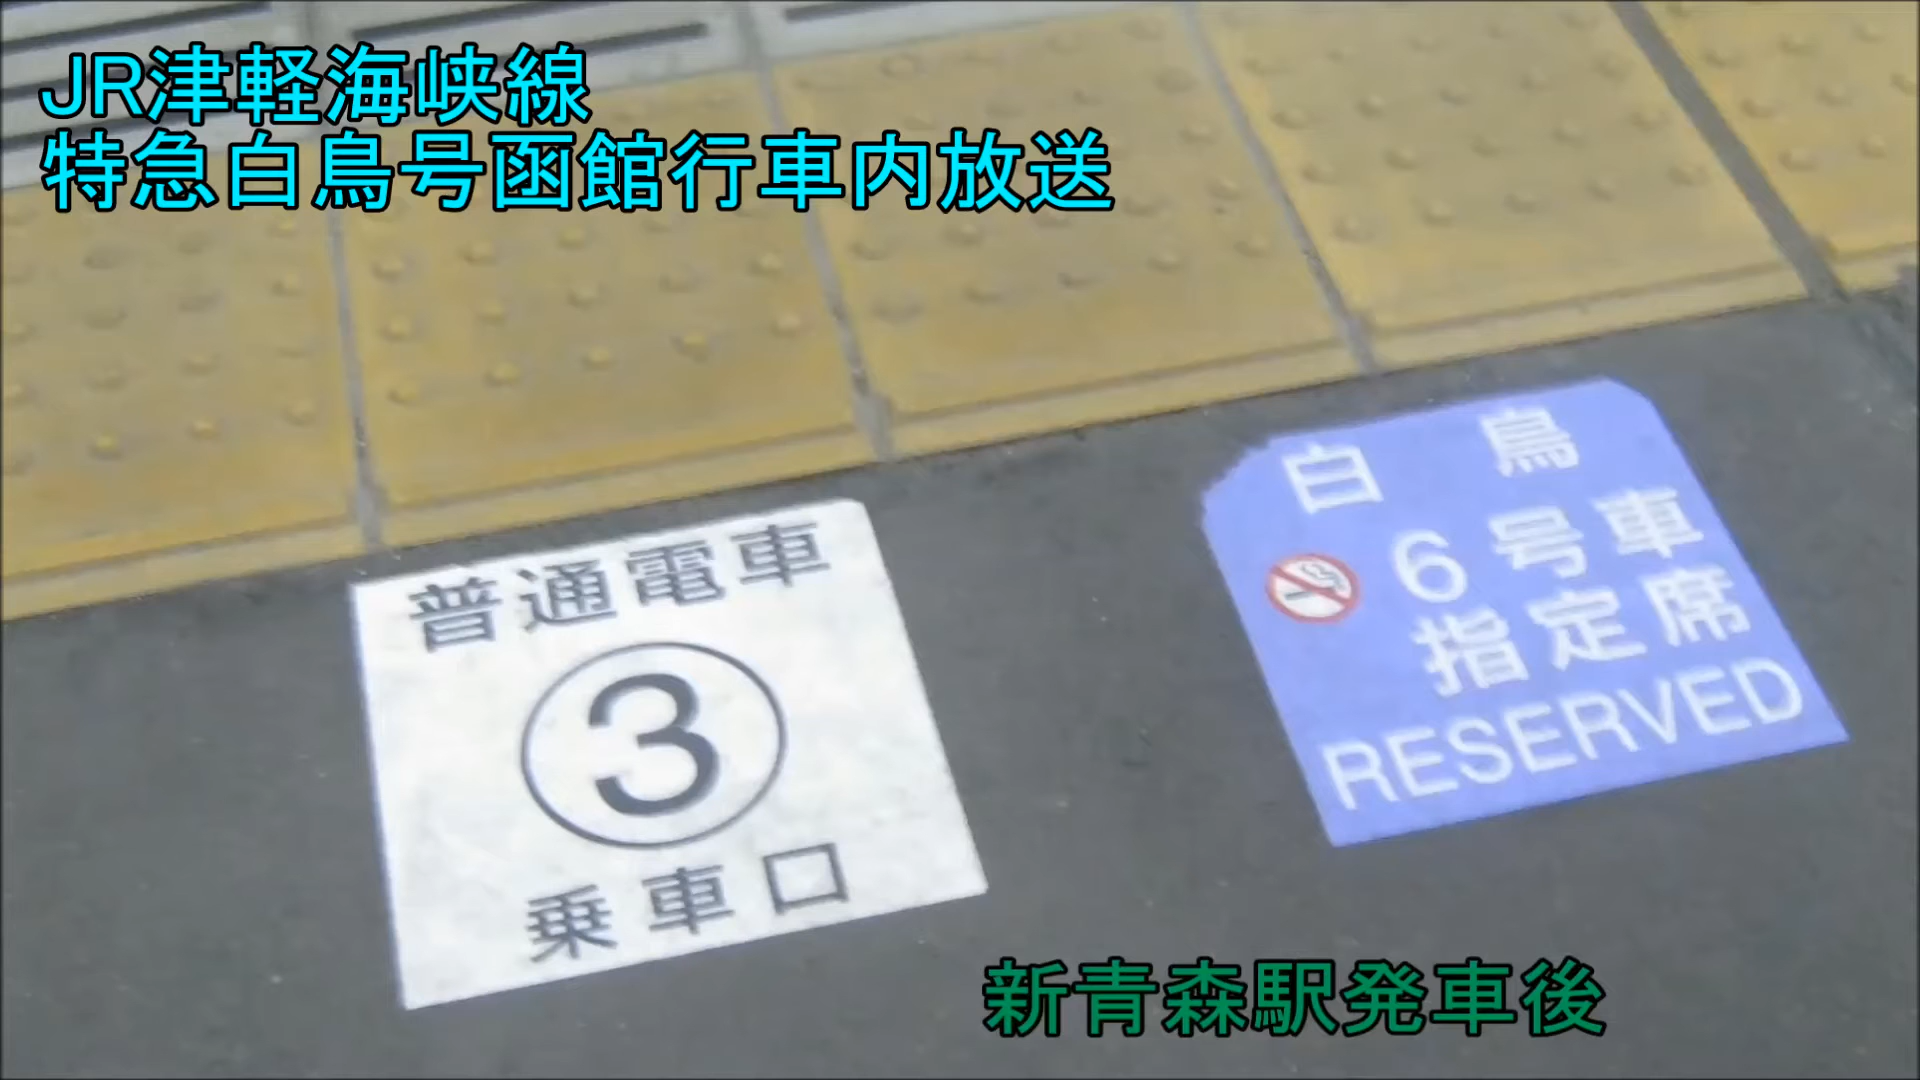 JR津軽海峡線
特急白鳥号函館行車内放送
普通電車
③
乗車口
白鳥
6号車
指定席
RESERVED
新青森駅発車後